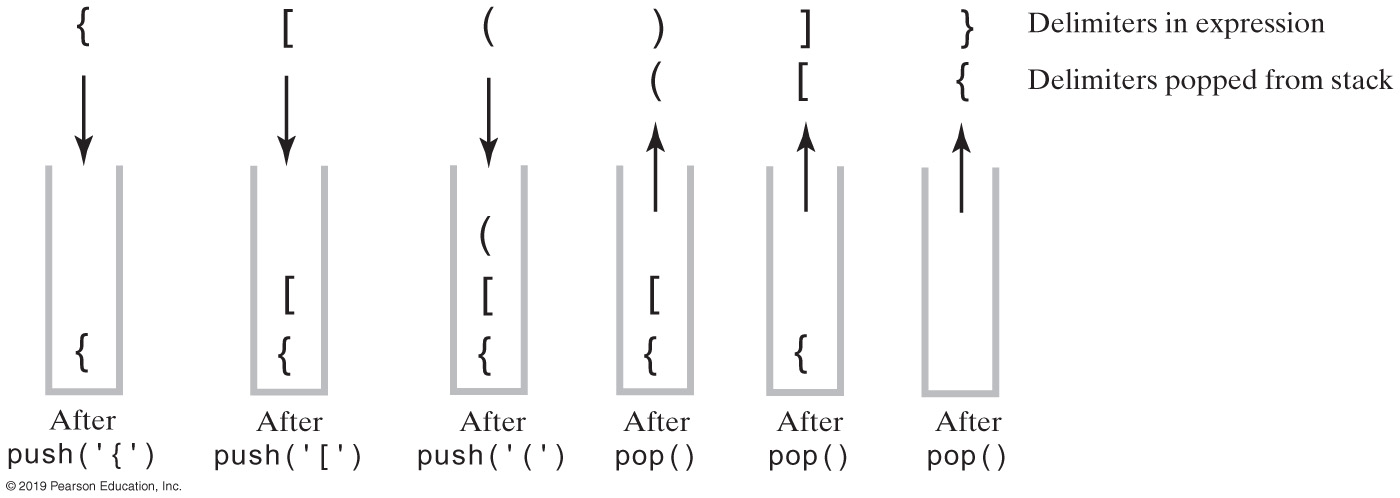 { [ ( ) ] } Delimiters in expression
( [ { Delimiters popped from stack
(
[ [ [
{ { { { {
After After After After After After
push('{') push('[') push('(') pop() pop() pop()
© 2019 Pearson Education, Inc.